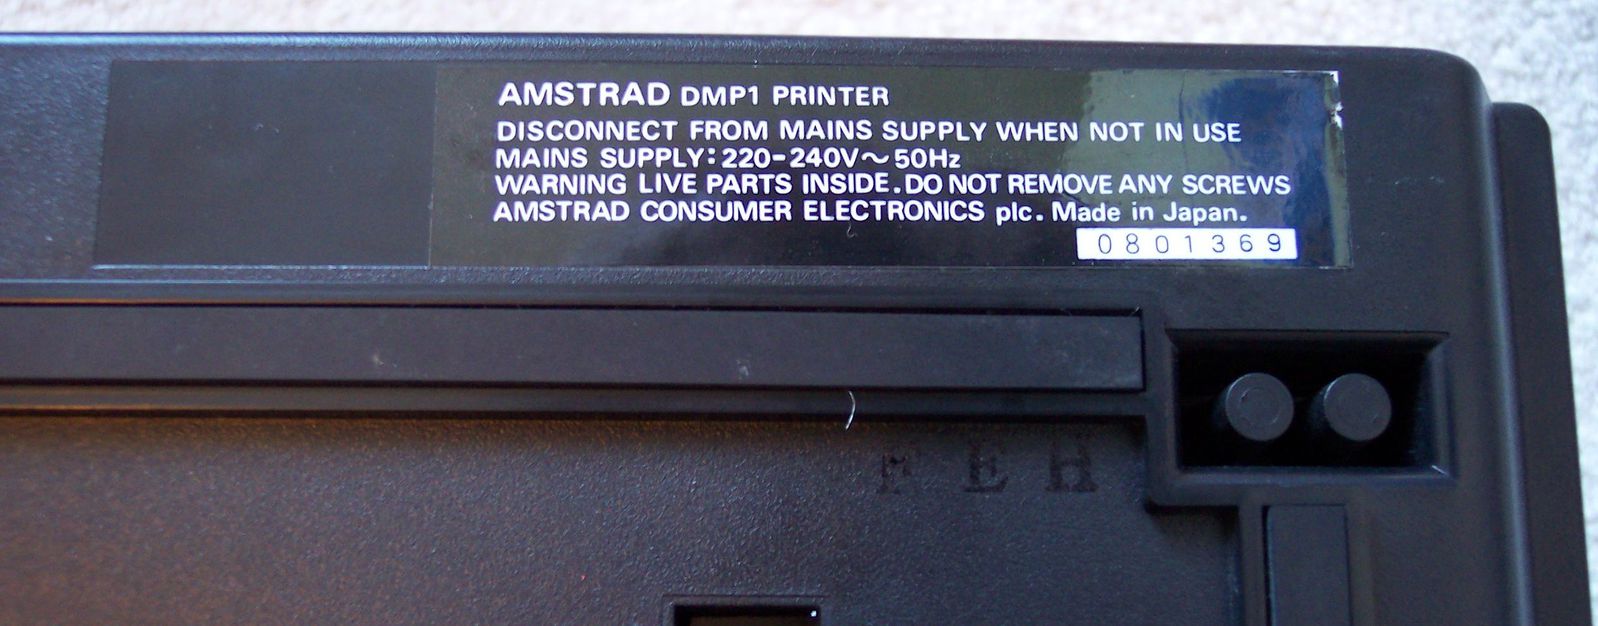 AMSTRAD DMP1 PRINTER
DISCONNECT FROM MAINS SUPPLY WHEN NOT IN USE
MAINS SUPPLY: 220-240V~50Hz
WARNING LIVE PARTS INSIDE. DO NOT REMOVE ANY SCREWS
AMSTRAD CONSUMER ELECTRONICS plc. Made in Japan.
0801369
FEH